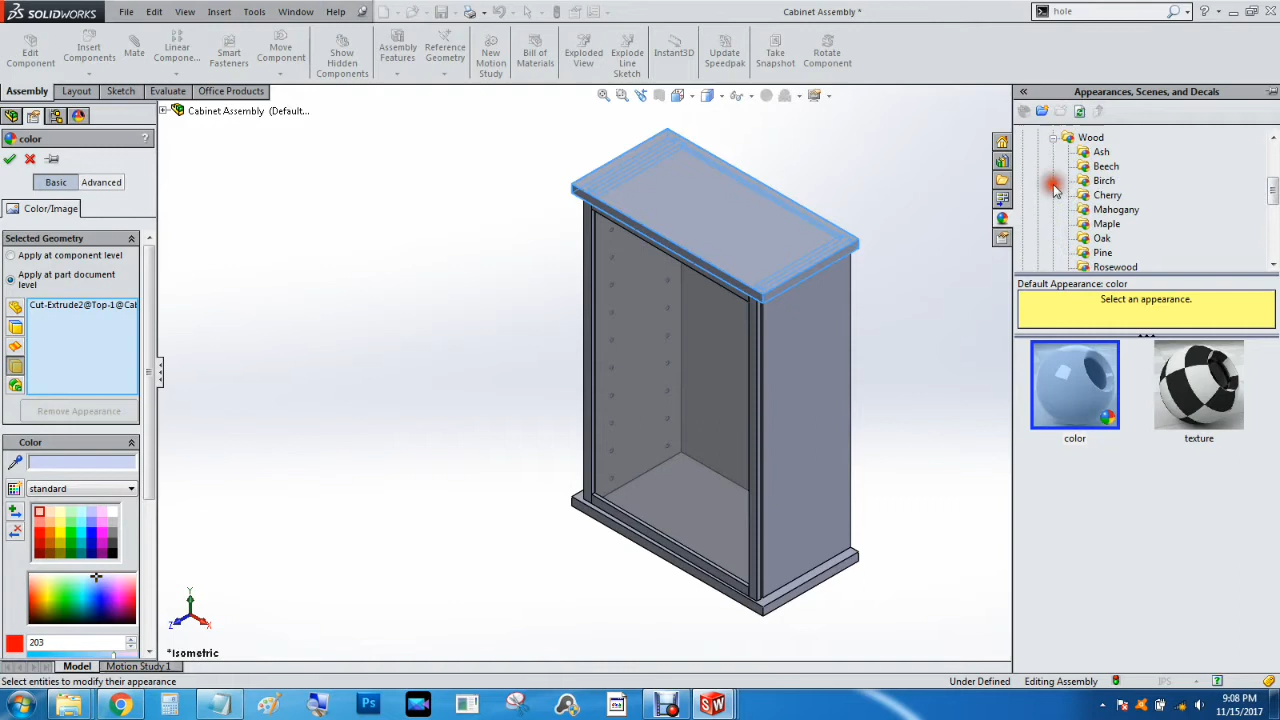 SOLIDWORKS
File Edit View Insert Tools Window Help
Cabinet Assembly *
hole
Edit Component
Insert Components
Mate
Linear Compone...
Smart Fasteners
Move Component
Show Hidden Components
Assembly Features
Reference Geometry
New Motion Study
Bill of Materials
Exploded View
Explode Line Sketch
Instant3D
Update Speedpak
Take Snapshot
Rotate Component
Assembly Layout Sketch Evaluate Office Products
Appearances, Scenes, and Decals
Cabinet Assembly (Default...
color ?
Basic Advanced
Color/Image
Selected Geometry
Apply at component level
Apply at part document level
Cut-Extrude2@Top-1@Cal
Remove Appearance
Color
standard
203
Wood
Ash
Beech
Birch
Cherry
Mahogany
Maple
Oak
Pine
Rosewood
Default Appearance: color
Select an appearance.
color texture
Y
Z X
*Isometric
Model Motion Study 1
Select entities to modify their appearance
Under Defined Editing Assembly IPS
Ps
SW
9:08 PM
11/15/2017